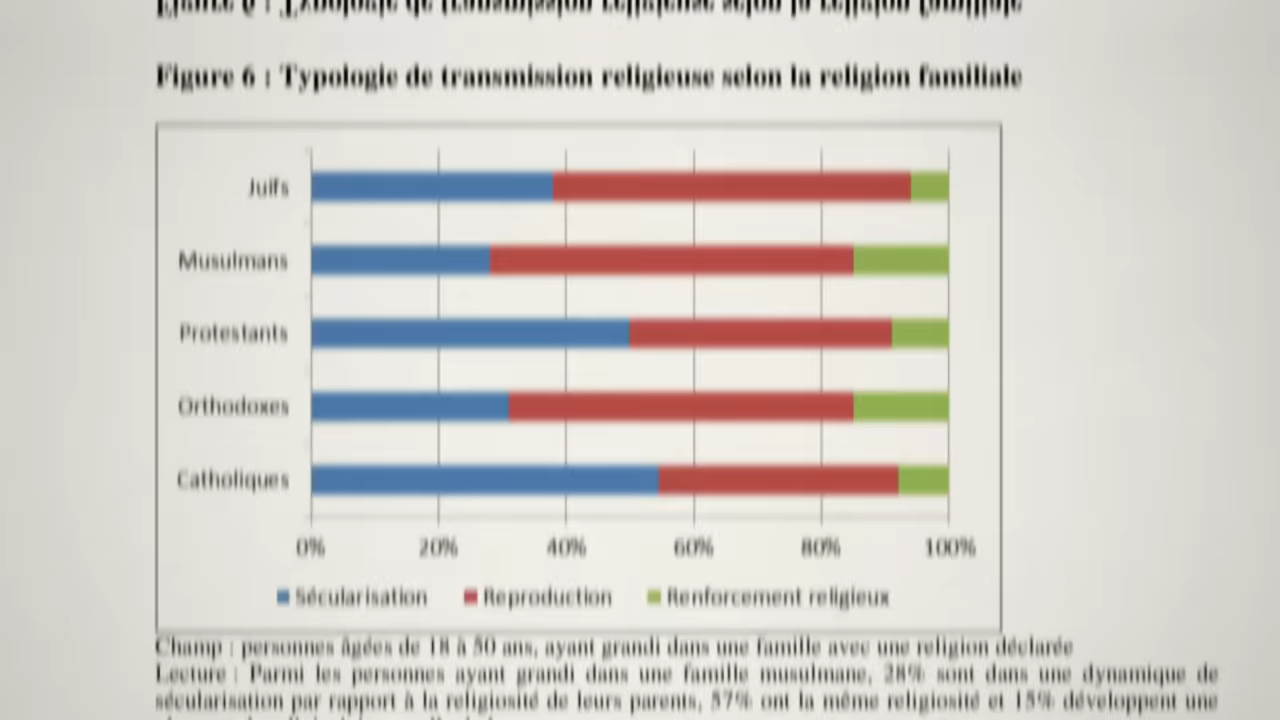 Figure 6 : Typologie de transmission religieuse selon la religion familiale
Juifs
Musulmans
Protestants
Orthodoxes
Catholiques
0% 20% 40% 60% 80% 100%
Sécularisation Reproduction Renforcement religieux
Champ : personnes âgées de 18 à 50 ans, ayant grandi dans une famille avec une religion déclarée
Lecture : Parmi les personnes ayant grandi dans une famille musulmane, 28% sont dans une dynamique de
sécularisation par rapport à la religiosité de leurs parents, 57% ont la même religiosité et 15% développent une